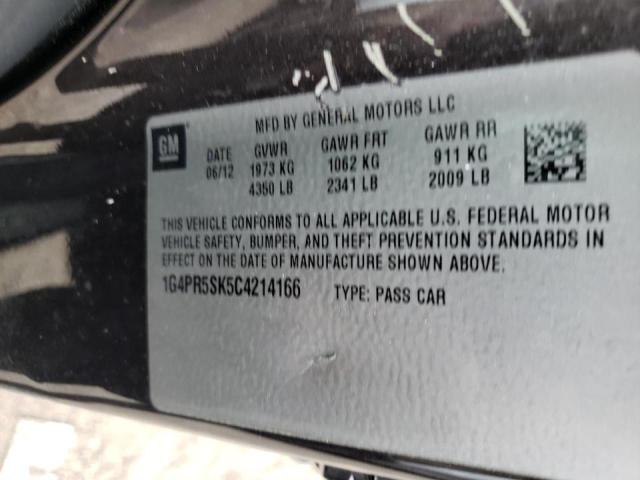 MFD BY GENERAL MOTORS LLC
GM
DATE GVWR GAWR FRT GAWR RR
06/12 1973 KG 1062 KG 911 KG
4350 LB 2341 LB 2009 LB
THIS VEHICLE CONFORMS TO ALL APPLICABLE U.S. FEDERAL MOTOR
VEHICLE SAFETY, BUMPER, AND THEFT PREVENTION STANDARDS IN
EFFECT ON THE DATE OF MANUFACTURE SHOWN ABOVE.
1G4PR5SK5C4214166 TYPE: PASS CAR